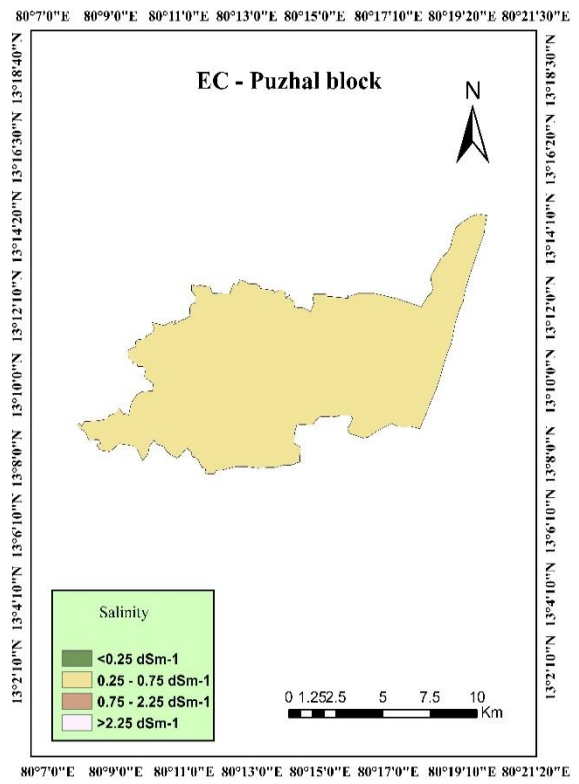 80°7'0"E 80°9'0"E 80°11'0"E 80°13'0"E 80°15'0"E 80°17'10"E 80°19'20"E 80°21'30"E
EC - Puzhal block
N
13°18'40"N
13°16'30"N
13°14'20"N
13°12'10"N
13°10'0"N
13°8'0"N
13°6'10"N
13°4'10"N
13°2'10"N
13°18'30"N
13°16'20"N
13°14'10"N
13°12'0"N
13°10'0"N
13°8'0"N
13°6'10"N
13°4'10"N
13°2'10"N
Salinity
<0.25 dSm-1
0.25 - 0.75 dSm-1
0.75 - 2.25 dSm-1
>2.25 dSm-1
0 1.252.5 5 7.5 10
Km
80°7'0"E 80°9'0"E 80°11'0"E 80°13'0"E 80°15'0"E 80°17'0"E 80°19'10"E 80°21'20"E